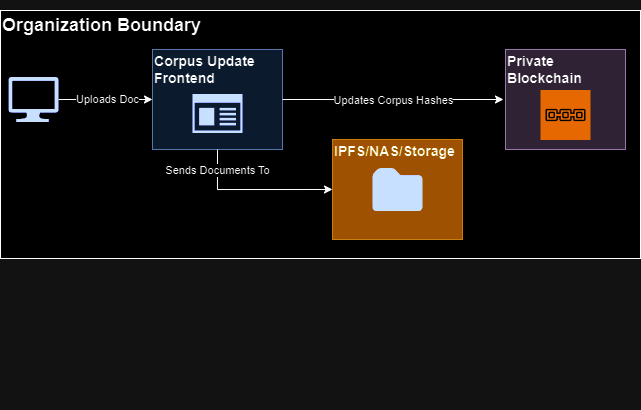 Organization Boundary
Corpus Update
Frontend
Private
Blockchain
Uploads Doc
Updates Corpus Hashes
IPFS/NAS/Storage
Sends Documents To